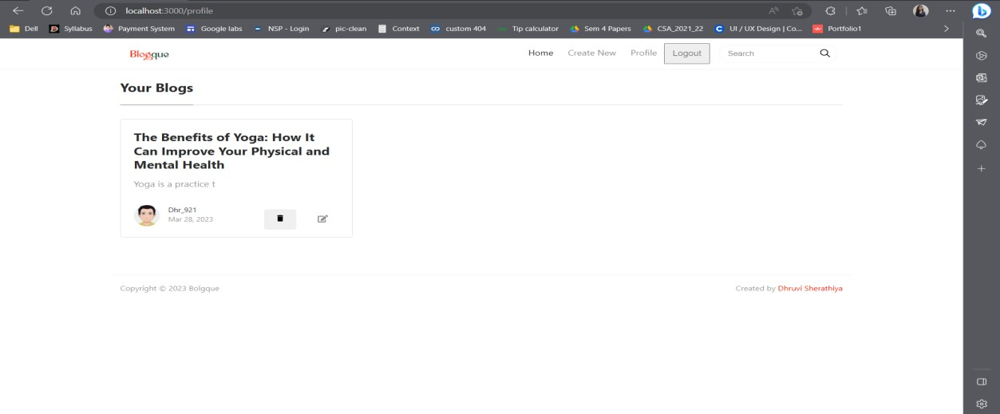 localhost:3000/profile
Dell Syllabus Payment System Google labs NSP - Login pic-clean Context custom 404 Tip calculator Sem 4 Papers CSA_2021_22 UI / UX Design | Co... Portfolio1
Blogque Home Create New Profile Logout Search
Your Blogs
The Benefits of Yoga: How It
Can Improve Your Physical and
Mental Health
Yoga is a practice t
Dhr_921
Mar 28, 2023
Copyright © 2023 Bolgque Created by Dhruvi Sherathiya